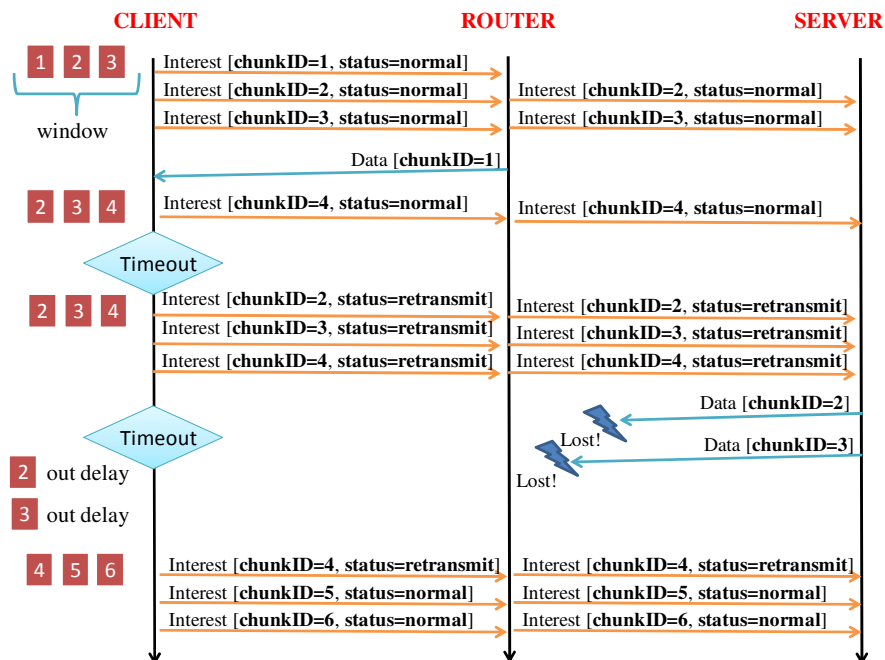 CLIENT ROUTER SERVER
1 2 3
window
Interest [chunkID=1, status=normal]
Interest [chunkID=2, status=normal] Interest [chunkID=2, status=normal]
Interest [chunkID=3, status=normal] Interest [chunkID=3, status=normal]
Data [chunkID=1]
2 3 4
Interest [chunkID=4, status=normal] Interest [chunkID=4, status=normal]
Timeout
2 3 4
Interest [chunkID=2, status=retransmit] Interest [chunkID=2, status=retransmit]
Interest [chunkID=3, status=retransmit] Interest [chunkID=3, status=retransmit]
Interest [chunkID=4, status=retransmit] Interest [chunkID=4, status=retransmit]
Data [chunkID=2]
Timeout
Lost!
Data [chunkID=3]
2 out delay
Lost!
3 out delay
4 5 6
Interest [chunkID=4, status=retransmit] Interest [chunkID=4, status=retransmit]
Interest [chunkID=5, status=normal] Interest [chunkID=5, status=normal]
Interest [chunkID=6, status=normal] Interest [chunkID=6, status=normal]